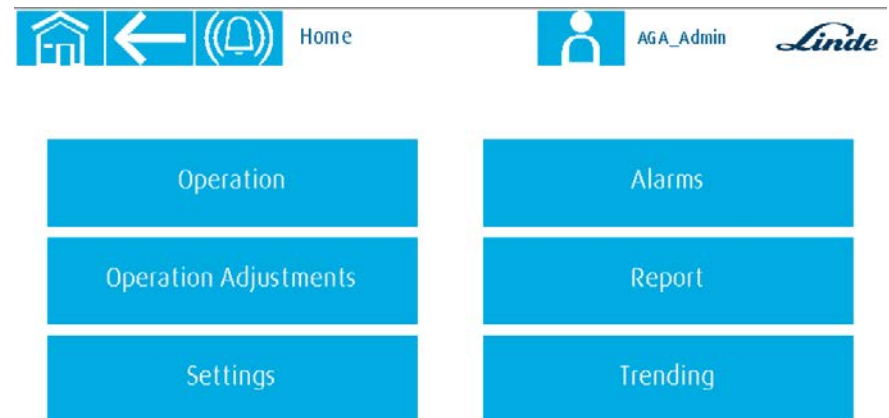 Home
AGA_Admin
Linde
Operation
Alarms
Operation Adjustments
Report
Settings
Trending